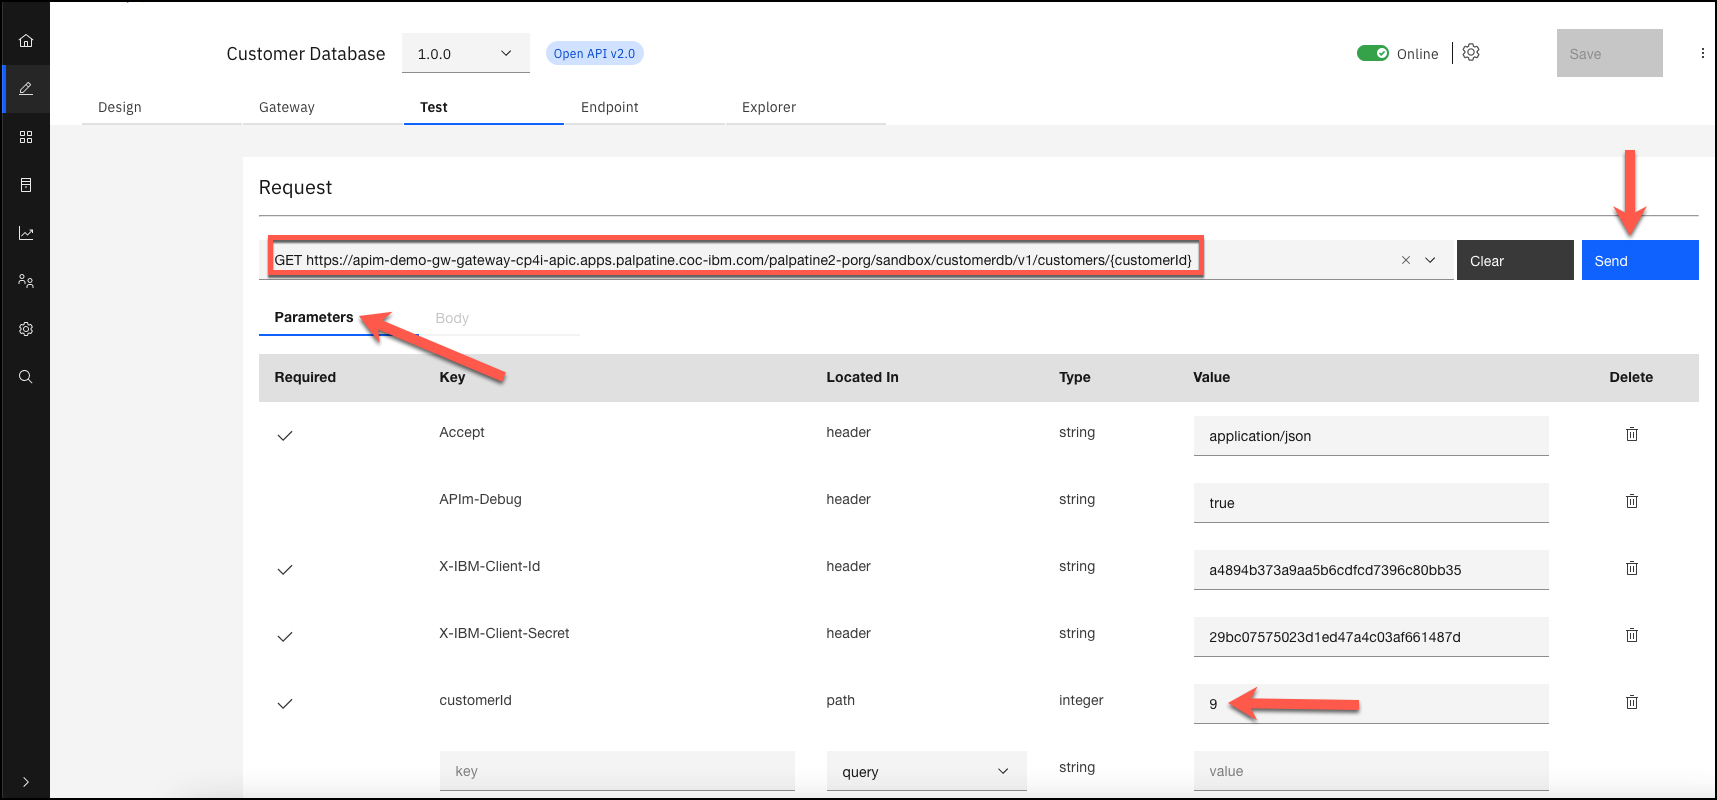 Customer Database
1.0.0
Open API v2.0
Online
Save
Design
Gateway
Test
Endpoint
Explorer
Request
GET https://apim-demo-gw-gateway-cp4i-apic.apps.palpatine.coc-ibm.com/palpatine2-porg/sandbox/customerdb/v1/customers/{customerId}
Clear
Send
Parameters
Body
Required Key Located In Type Value Delete
Accept header string application/json
APIm-Debug header string true
X-IBM-Client-Id header string a4894b373a9aa5b6cdfcd7396c80bb35
X-IBM-Client-Secret header string 29bc07575023d1ed47a4c03af661487d
customerId path integer 9
key query string value